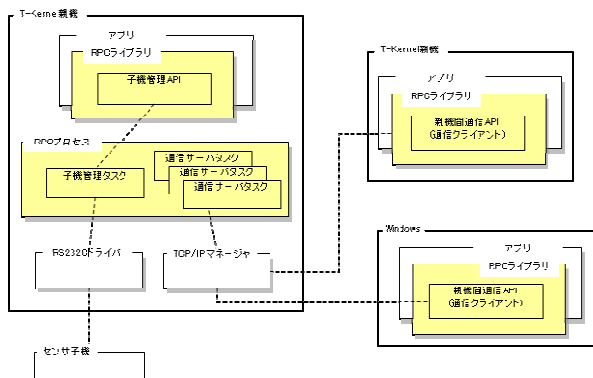 T-Kernel親機
アプリ
RPCライブラリ
子機管理API
RPCプロセス
子機管理タスク
通信サーバタスク
通信サーバタスク
通信サーバタスク
RS232Cドライバ
TCP/IPマネージャ
センサ子機
T-Kernel親機
アプリ
RPCライブラリ
親機間通信API
(通信クライアント)
Windows
アプリ
RPCライブラリ
親機間通信API
(通信クライアント)